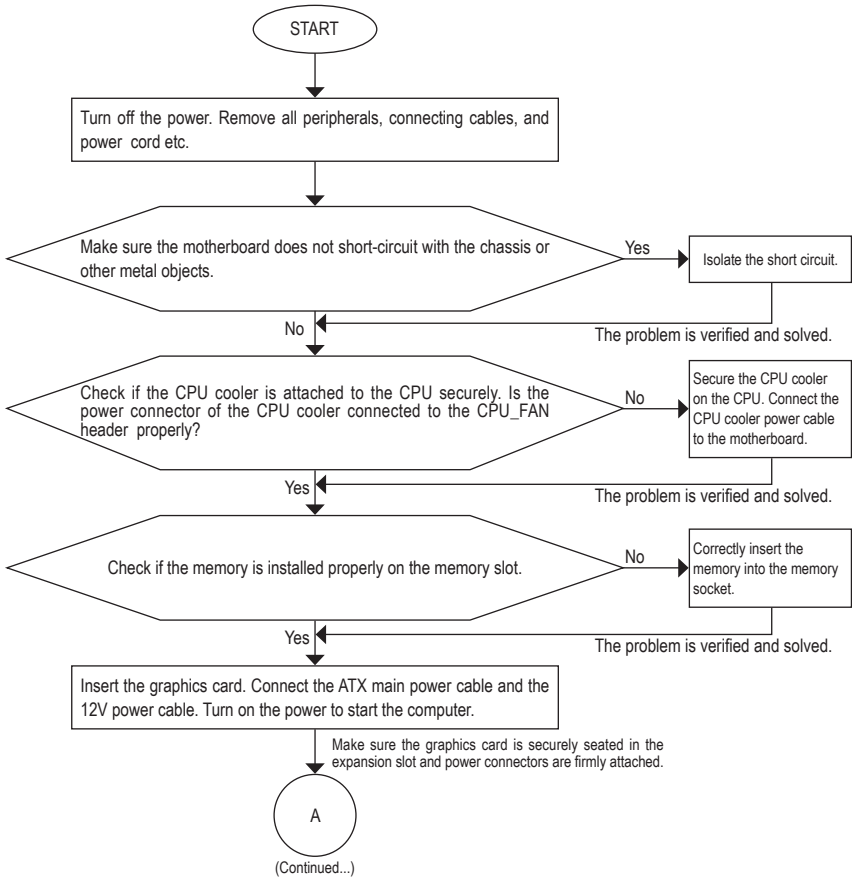 START
Turn off the power. Remove all peripherals, connecting cables, and
power cord etc.
Make sure the motherboard does not short-circuit with the chassis or
other metal objects.
Yes
Isolate the short circuit.
No
The problem is verified and solved.
Check if the CPU cooler is attached to the CPU securely. Is the
power connector of the CPU cooler connected to the CPU_FAN
header properly?
No
Secure the CPU cooler
on the CPU. Connect the
CPU cooler power cable
to the motherboard.
Yes
The problem is verified and solved.
Check if the memory is installed properly on the memory slot.
No
Correctly insert the
memory into the memory
socket.
Yes
The problem is verified and solved.
Insert the graphics card. Connect the ATX main power cable and the
12V power cable. Turn on the power to start the computer.
Make sure the graphics card is securely seated in the
expansion slot and power connectors are firmly attached.
A
(Continued...)